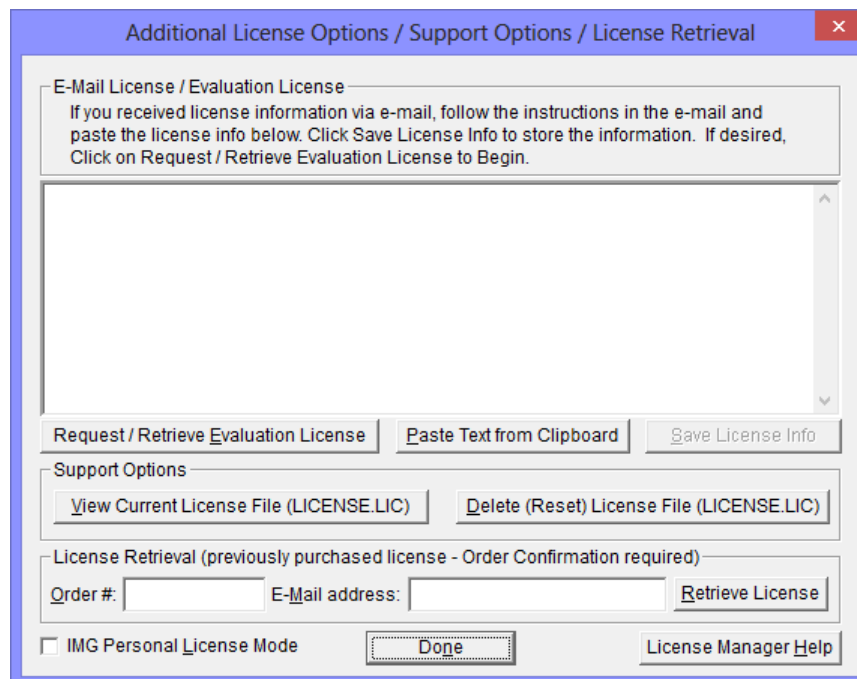 Additional License Options / Support Options / License Retrieval
E-Mail License / Evaluation License
If you received license information via e-mail, follow the instructions in the e-mail and
paste the license info below. Click Save License Info to store the information. If desired,
Click on Request / Retrieve Evaluation License to Begin.
Request / Retrieve Evaluation License Paste Text from Clipboard Save License Info
Support Options
View Current License File (LICENSE.LIC) Delete (Reset) License File (LICENSE.LIC)
License Retrieval (previously purchased license - Order Confirmation required)
Order #: E-Mail address: Retrieve License
IMG Personal License Mode Done License Manager Help